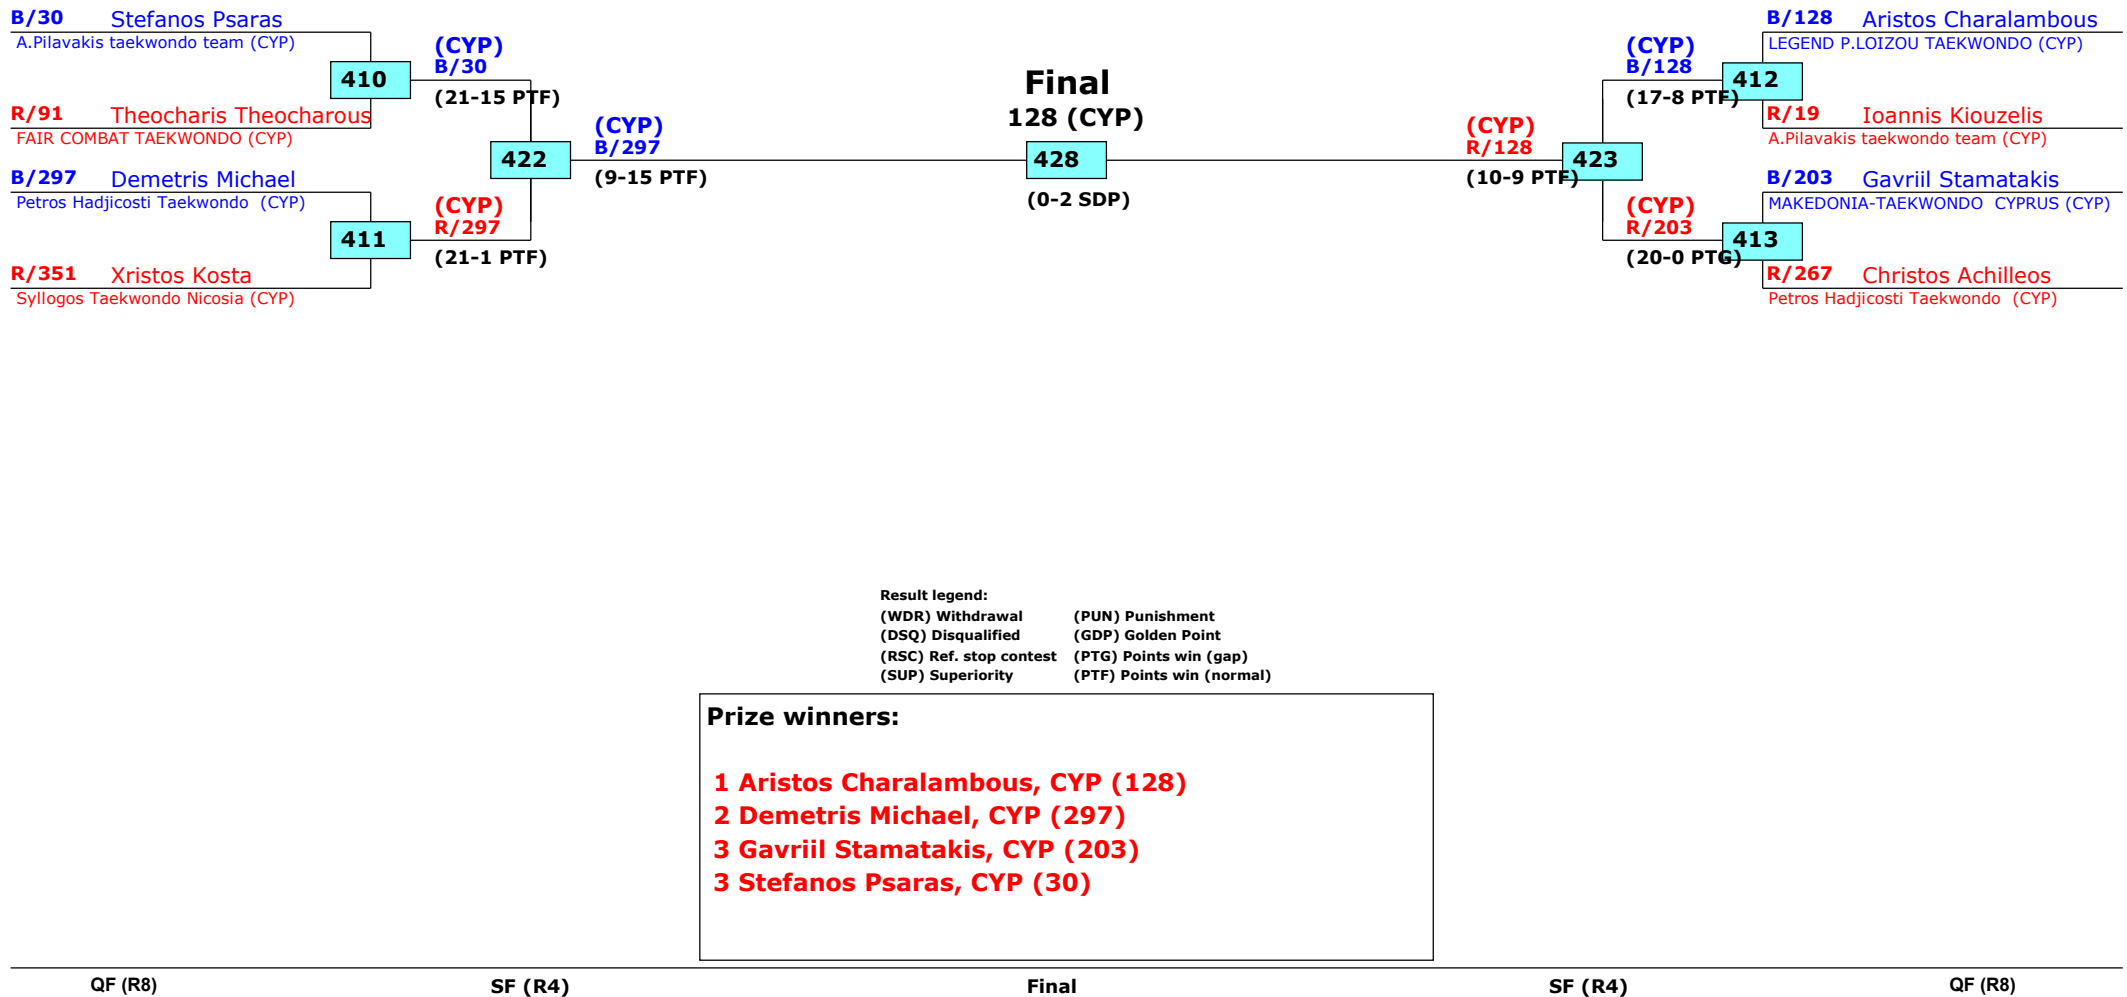 B/30 Stefanos Psaras
A.Pilavakis taekwondo team (CYP)
410
R/91 Theocharis Theocharous
FAIR COMBAT TAEKWONDO (CYP)
B/297 Demetris Michael
Petros Hadjicosti Taekwondo (CYP)
411
R/351 Xristos Kosta
Syllogos Taekwondo Nicosia (CYP)
(CYP)
B/30
(21-15 PTF)
422
(CYP)
R/297
(21-1 PTF)
(CYP)
B/297
(9-15 PTF)
Final
128 (CYP)
428
(0-2 SDP)
(CYP)
R/128
(10-9 PTF)
423
(CYP)
B/128
(17-8 PTF)
(CYP)
R/203
(20-0 PTG)
B/128 Aristos Charalambous
LEGEND P.LOIZOU TAEKWONDO (CYP)
412
R/19 Ioannis Kiouzelis
A.Pilavakis taekwondo team (CYP)
B/203 Gavriil Stamatakis
MAKEDONIA-TAEKWONDO CYPRUS (CYP)
413
R/267 Christos Achilleos
Petros Hadjicosti Taekwondo (CYP)
Result legend:
(WDR) Withdrawal (PUN) Punishment
(DSQ) Disqualified (GDP) Golden Point
(RSC) Ref. stop contest (PTG) Points win (gap)
(SUP) Superiority (PTF) Points win (normal)
Prize winners:
1 Aristos Charalambous, CYP (128)
2 Demetris Michael, CYP (297)
3 Gavriil Stamatakis, CYP (203)
3 Stefanos Psaras, CYP (30)
QF (R8) SF (R4) Final SF (R4) QF (R8)